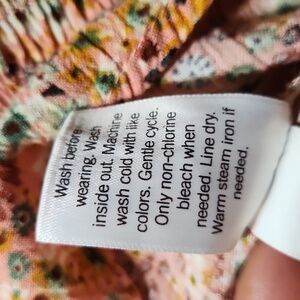 Wash before
wearing. Wash
inside out. Machine
wash cold with like
colors. Gentle cycle.
Only non-chlorine
bleach when
needed. Line dry.
Warm steam iron if
needed.